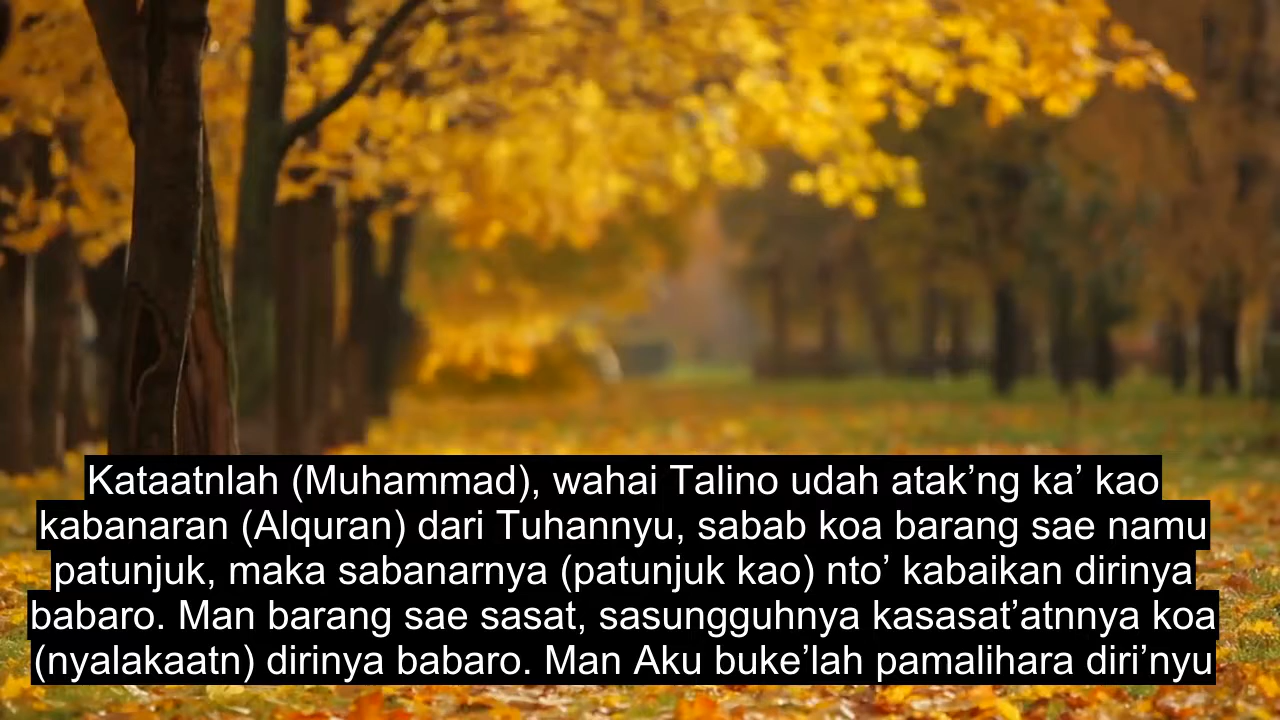 Kataatnlah (Muhammad), wahai Talino udah atak’ng ka’ kao
kabanaran (Alquran) dari Tuhannyu, sabab koa barang sae namu
patunjuk, maka sabanarnya (patunjuk kao) nto’ kabaikan dirinya
babaro. Man barang sae sasat, sasungguhnya kasasat’atnnya koa
(nyalakaatn) dirinya babaro. Man Aku buke’lah pamalihara diri’nyu